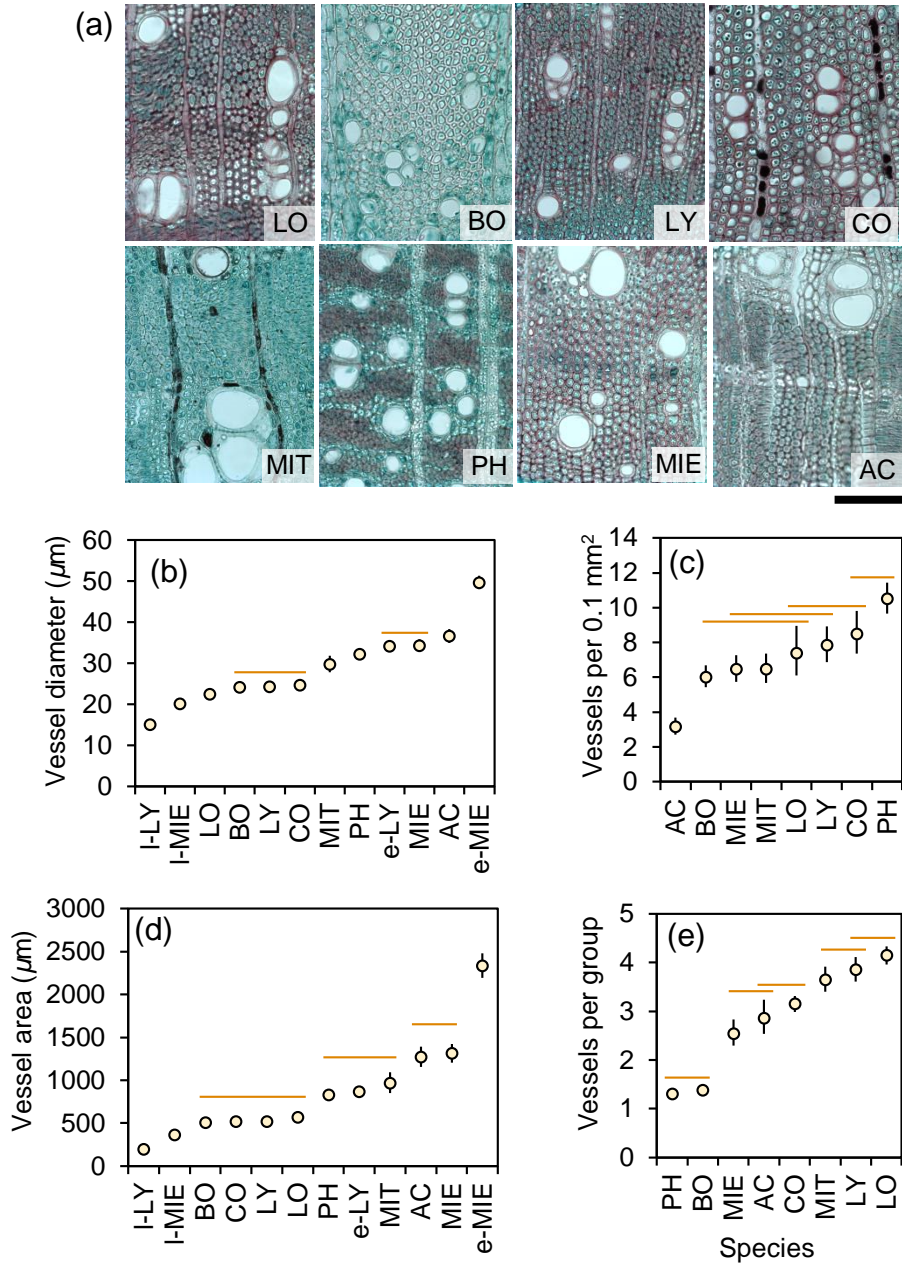 (a)
LO
BO
LY
CO
MIT
PH
MIE
AC
(b)
Vessel diameter (µm)
60
50
40
30
20
10
0
l-LY
l-MIE
LO
BO
LY
CO
MIT
PH
e-LY
MIE
AC
e-MIE
(c)
Vessels per 0.1 mm²
14
12
10
8
6
4
2
0
AC
BO
MIE
MIT
LO
LY
CO
PH
(d)
Vessel area (µm)
3000
2500
2000
1500
1000
500
0
l-LY
l-MIE
BO
CO
LY
LO
PH
e-LY
MIT
AC
MIE
e-MIE
(e)
Vessels per group
5
4
3
2
1
0
PH
BO
MIE
AC
CO
MIT
LY
LO
Species